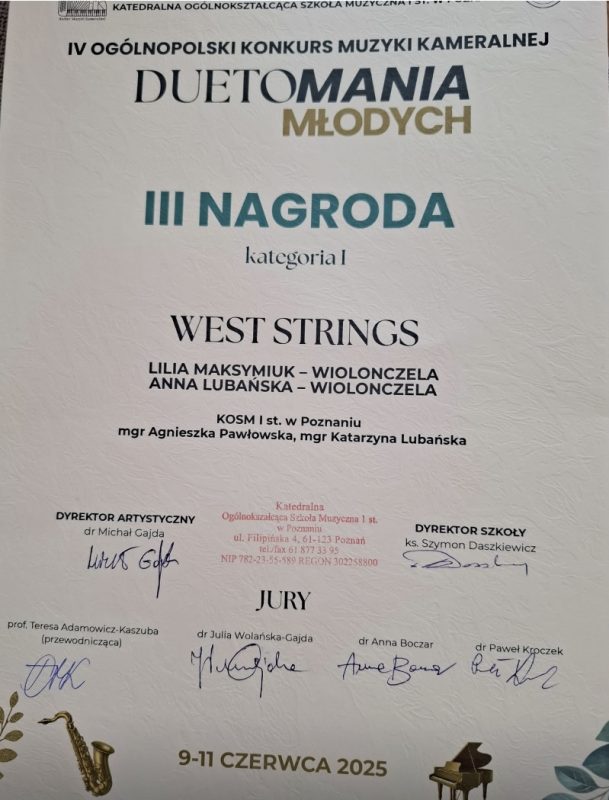 KATEDRALNA OGÓLNOKSZTAŁCĄCA SZKOŁA MUZYCZNA I ST. W
IV OGÓLNOPOLSKI KONKURS MUZYKI KAMERALNEJ
DUETOMANIA
MŁODYCH
III NAGRODA
kategoria I
WEST STRINGS
LILIA MAKSYMIUK – WIOLONCZELA
ANNA LUBAŃSKA – WIOLONCZELA
KOSM I st. w Poznaniu
mgr Agnieszka Pawłowska, mgr Katarzyna Lubańska
DYREKTOR ARTYSTYCZNY
dr Michał Gajda
Katedralna
Ogólnokształcąca Szkoła Muzyczna I st.
w Poznaniu
ul. Filipińska 4, 61-123 Poznań
tel./fax 61 877 33 95
NIP 782-23-55-589 REGON 302258800
DYREKTOR SZKOŁY
ks. Szymon Daszkiewicz
JURY
prof. Teresa Adamowicz-Kaszuba
(przewodnicząca)
dr Julia Wolańska-Gajda
dr Anna Boczar
dr Paweł Kroczek
9-11 CZERWCA 2025